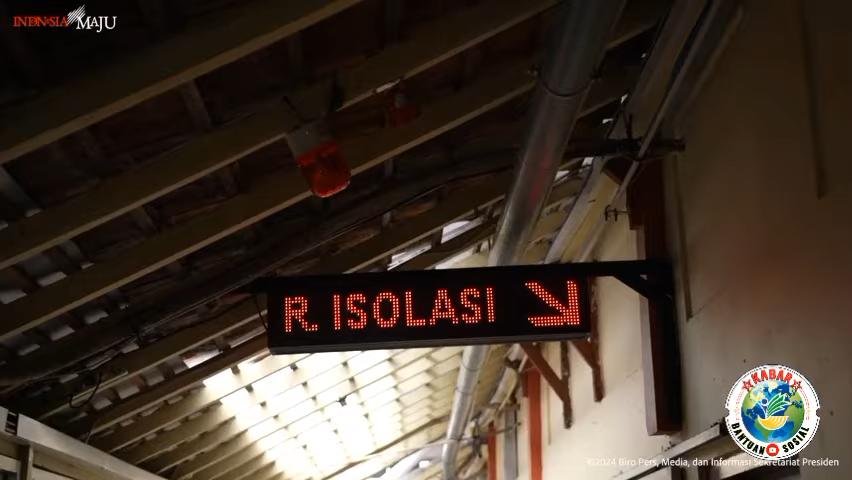 INDONESIA
MAJU
R. ISOLASI
KABAR
BANTUAN SOSIAL
©2024 Biro Pers, Media, dan Informasi Sekretariat Presiden